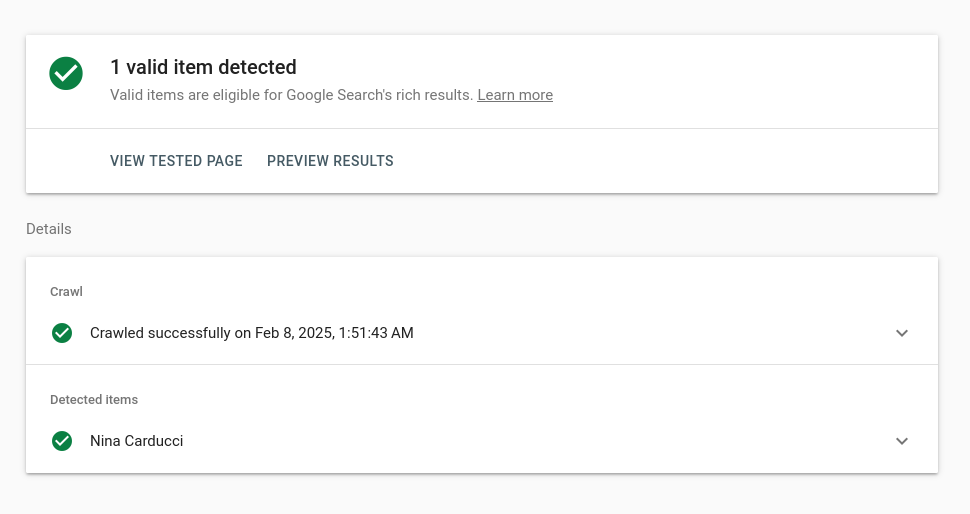 1 valid item detected
Valid items are eligible for Google Search's rich results. Learn more
VIEW TESTED PAGE PREVIEW RESULTS
Details
Crawl
Crawled successfully on Feb 8, 2025, 1:51:43 AM
Detected items
Nina Carducci